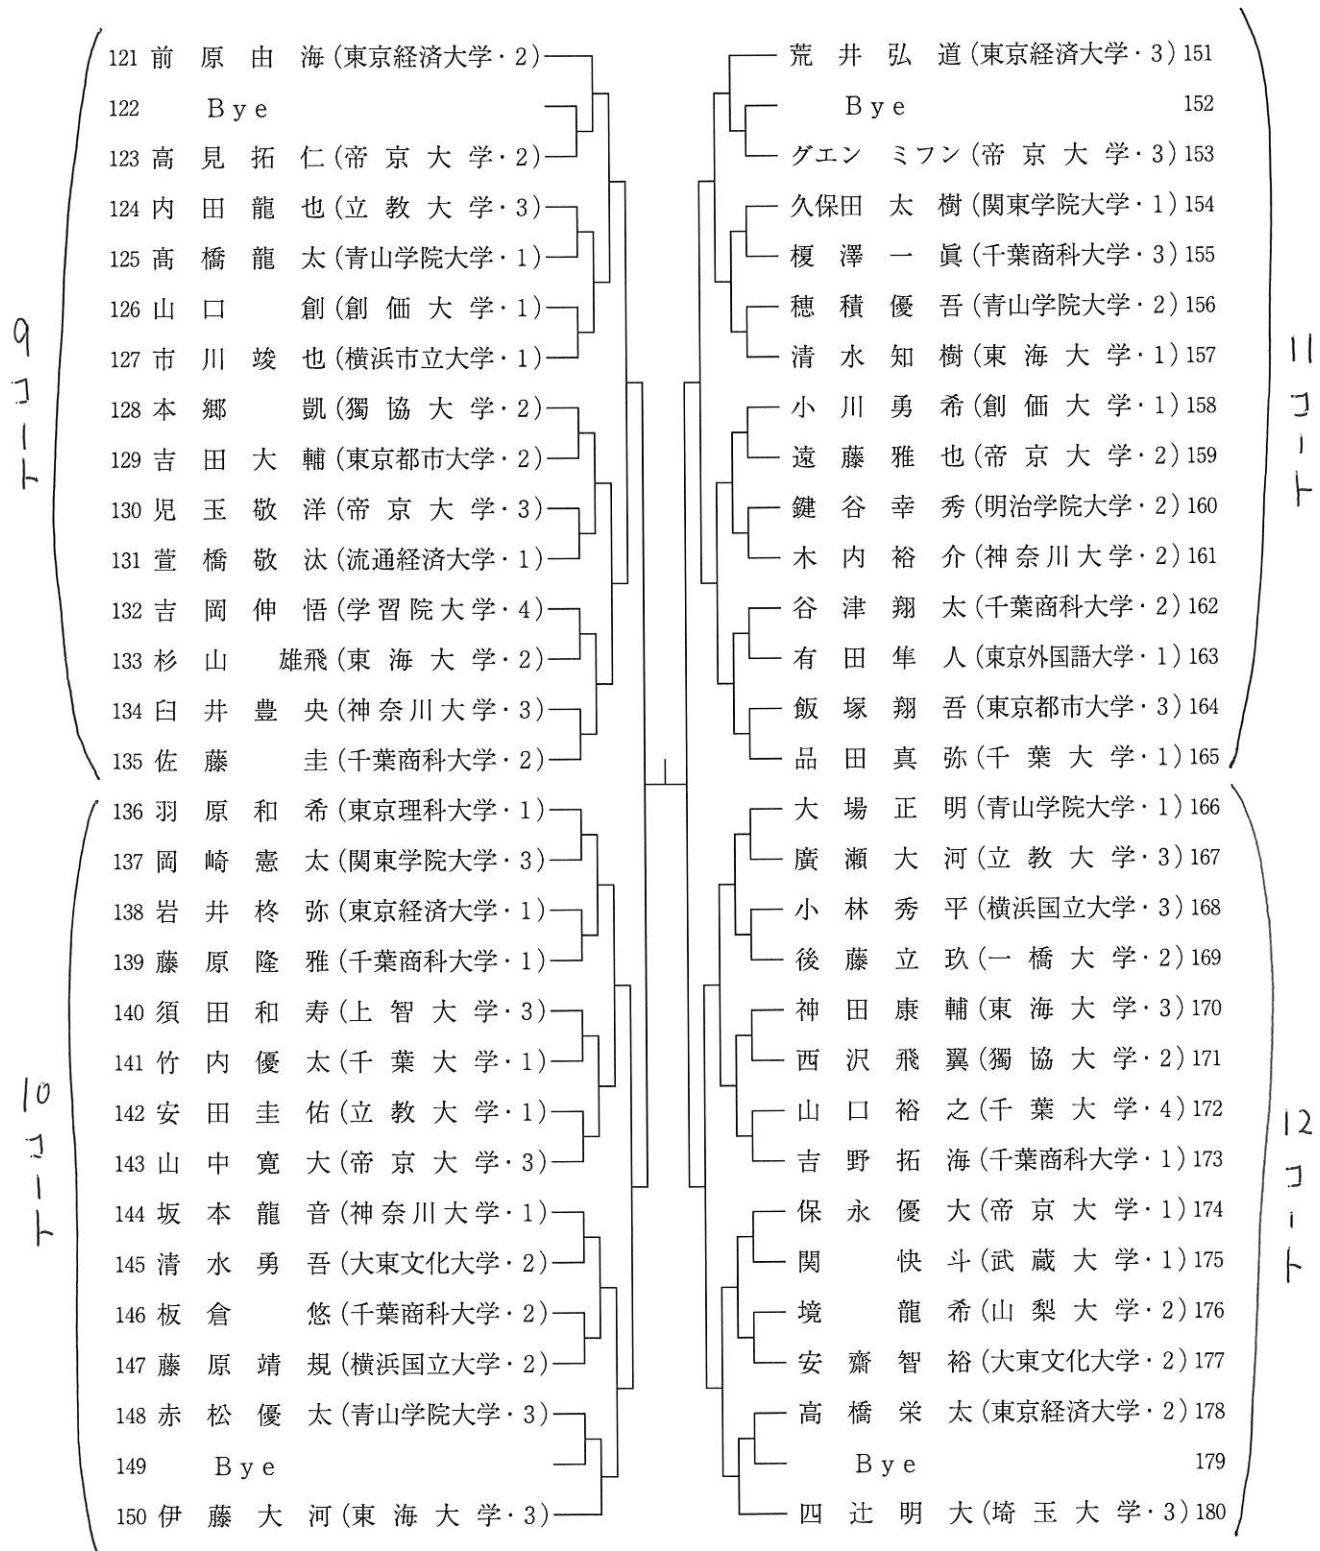 9コート
121 前原由海(東京経済大学・2)
122 Bye
123 高見拓仁(帝京大学・2)
124 内田龍也(立教大学・3)
125 髙橋龍太(青山学院大学・1)
126 山口創(創価大学・1)
127 市川竣也(横浜市立大学・1)
128 本郷凱(獨協大学・2)
129 吉田大輔(東京都市大学・2)
130 児玉敬洋(帝京大学・3)
131 萱橋敬汰(流通経済大学・1)
132 吉岡伸悟(学習院大学・4)
133 杉山雄飛(東海大学・2)
134 臼井豊央(神奈川大学・3)
135 佐藤圭(千葉商科大学・2)
10コート
136 羽原和希(東京理科大学・1)
137 岡崎憲太(関東学院大学・3)
138 岩井柊弥(東京経済大学・1)
139 藤原隆雅(千葉商科大学・1)
140 須田和寿(上智大学・3)
141 竹内優太(千葉大学・1)
142 安田圭佑(立教大学・1)
143 山中寛大(帝京大学・3)
144 坂本龍音(神奈川大学・1)
145 清水勇吾(大東文化大学・2)
146 板倉悠(千葉商科大学・2)
147 藤原靖規(横浜国立大学・2)
148 赤松優太(青山学院大学・3)
149 Bye
150 伊藤大河(東海大学・3)
11コート
荒井弘道(東京経済大学・3)151
Bye 152
グエン ミフン(帝京大学・3)153
久保田太樹(関東学院大学・1)154
榎澤一眞(千葉商科大学・3)155
穂積優吾(青山学院大学・2)156
清水知樹(東海大学・1)157
小川勇希(創価大学・1)158
遠藤雅也(帝京大学・2)159
鍵谷幸秀(明治学院大学・2)160
木内裕介(神奈川大学・2)161
谷津翔太(千葉商科大学・2)162
有田隼人(東京外国語大学・1)163
飯塚翔吾(東京都市大学・3)164
品田真弥(千葉大学・1)165
12コート
大場正明(青山学院大学・1)166
廣瀬大河(立教大学・3)167
小林秀平(横浜国立大学・3)168
後藤立玖(一橋大学・2)169
神田康輔(東海大学・3)170
西沢飛翼(獨協大学・2)171
山口裕之(千葉大学・4)172
吉野拓海(千葉商科大学・1)173
保永優大(帝京大学・1)174
関快斗(武蔵大学・1)175
境龍希(山梨大学・2)176
安齋智裕(大東文化大学・2)177
高橋栄太(東京経済大学・2)178
Bye 179
四辻明大(埼玉大学・3)180